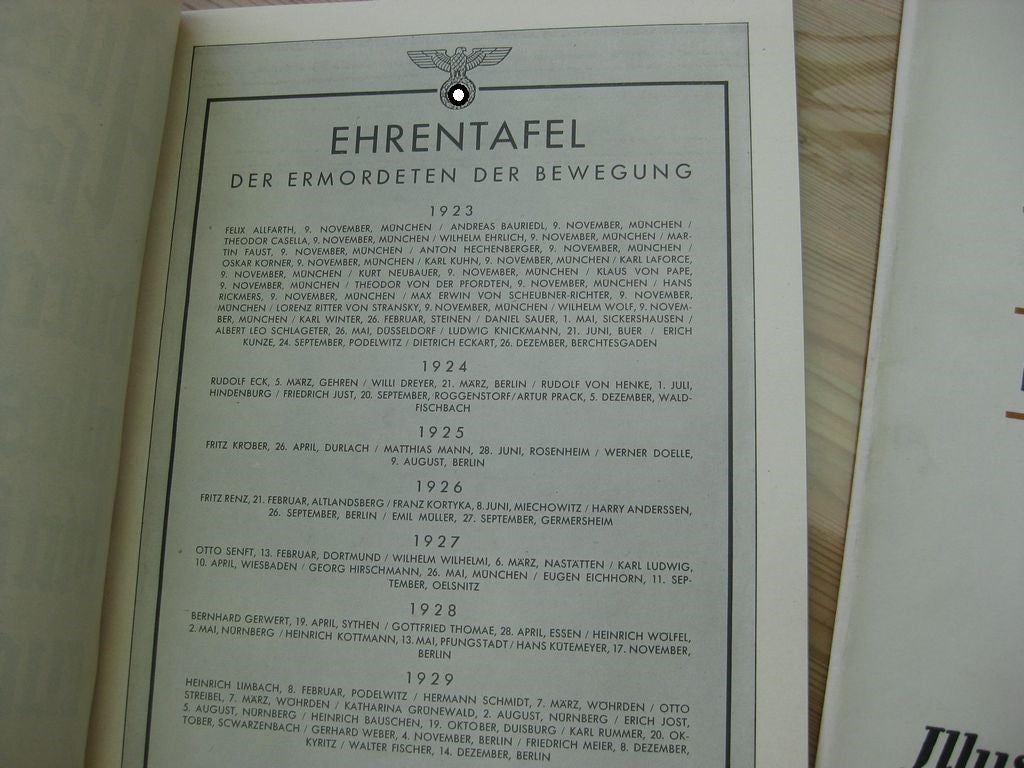 EHRENTAFEL
DER ERMORDETEN DER BEWEGUNG
1923
FELIX ALLFARTH, 9. NOVEMBER, MÜNCHEN / ANDREAS BAURIEDL, 9. NOVEMBER, MÜNCHEN /
THEODOR CASELLA, 9. NOVEMBER, MÜNCHEN / WILHELM EHRLICH, 9. NOVEMBER, MÜNCHEN / MAR-
TIN FAUST, 9. NOVEMBER, MÜNCHEN / ANTON HECHENBERGER, 9. NOVEMBER, MÜNCHEN /
OSKAR KÖRNER, 9. NOVEMBER, MÜNCHEN / KARL KUHN, 9. NOVEMBER, MÜNCHEN / KARL LAFORCE,
9. NOVEMBER, MÜNCHEN / KURT NEUBAUER, 9. NOVEMBER, MÜNCHEN / KLAUS VON PAPE,
9. NOVEMBER, MÜNCHEN / THEODOR VON DER PFORDTEN, 9. NOVEMBER, MÜNCHEN / HANS
RICKMERS, 9. NOVEMBER, MÜNCHEN / MAX ERWIN VON SCHEUBNER-RICHTER, 9. NOVEMBER,
MÜNCHEN / LORENZ RITTER VON STRANSKY, 9. NOVEMBER, MÜNCHEN / WILHELM WOLF, 9. NOVEM-
BER, MÜNCHEN / KARL WINTER, 26. FEBRUAR, STEINEN / DANIEL SAUER, 1. MAI, SICKERSHAUSEN /
ALBERT LEO SCHLAGETER, 26. MAI, DÜSSELDORF / LUDWIG KNICKMANN, 21. JUNI, BUER / ERICH
KUNZE, 24. SEPTEMBER, PODELWITZ / DIETRICH ECKART, 26. DEZEMBER, BERCHTESGADEN
1924
RUDOLF ECK, 5. MÄRZ, GEHREN / WILLI DREYER, 21. MÄRZ, BERLIN / RUDOLF VON HENKE, 1. JULI,
HINDENBURG / FRIEDRICH JUST, 20. SEPTEMBER, ROGGENSTORF/ARTUR PRACK, 5. DEZEMBER, WALD-
FISCHBACH
1925
FRITZ KRÖBER, 26. APRIL, DURLACH / MATTHIAS MANN, 28. JUNI, ROSENHEIM / WERNER DOELLE,
9. AUGUST, BERLIN
1926
FRITZ RENZ, 21. FEBRUAR, ALTLANDSBERG / FRANZ KORTYKA, 8. JUNI, MIECHOWITZ / HARRY ANDERSSEN,
26. SEPTEMBER, BERLIN / EMIL MÜLLER, 27. SEPTEMBER, GERMERSHEIM
1927
OTTO SENFT, 13. FEBRUAR, DORTMUND / WILHELM WILHELMI, 6. MÄRZ, NASTÄTTEN / KARL LUDWIG,
10. APRIL, WIESBADEN / GEORG HIRSCHMANN, 26. MAI, MÜNCHEN / EUGEN EICHHORN, 11. SEP-
TEMBER, OELSNITZ
1928
BERNHARD GERWERT, 19. APRIL, SYTHEN / GOTTFRIED THOMAE, 28. APRIL, ESSEN / HEINRICH WÖLFEL,
2. MAI, NÜRNBERG / HEINRICH KOTTMANN, 13. MAI, PFUNGSTADT / HANS KÜTEMEYER, 17. NOVEMBER,
BERLIN
1929
HEINRICH LIMBACH, 8. FEBRUAR, PODELWITZ / HERMANN SCHMIDT, 7. MÄRZ, WÖHRDEN / OTTO
STREIBEL, 7. MÄRZ, WÖHRDEN / KATHARINA GRÜNEWALD, 2. AUGUST, NÜRNBERG / ERICH JOST,
5. AUGUST, NÜRNBERG / HEINRICH BAUSCHEN, 19. OKTOBER, DUISBURG / KARL RUMMER, 20. OK-
TOBER, SCWARZENBACH / GERHARD WEBER, 4. NOVEMBER, BERLIN / FRIEDRICH MEIER, 8. DEZEMBER,
KYRITZ / WALTER FISCHER, 14. DEZEMBER, BERLIN